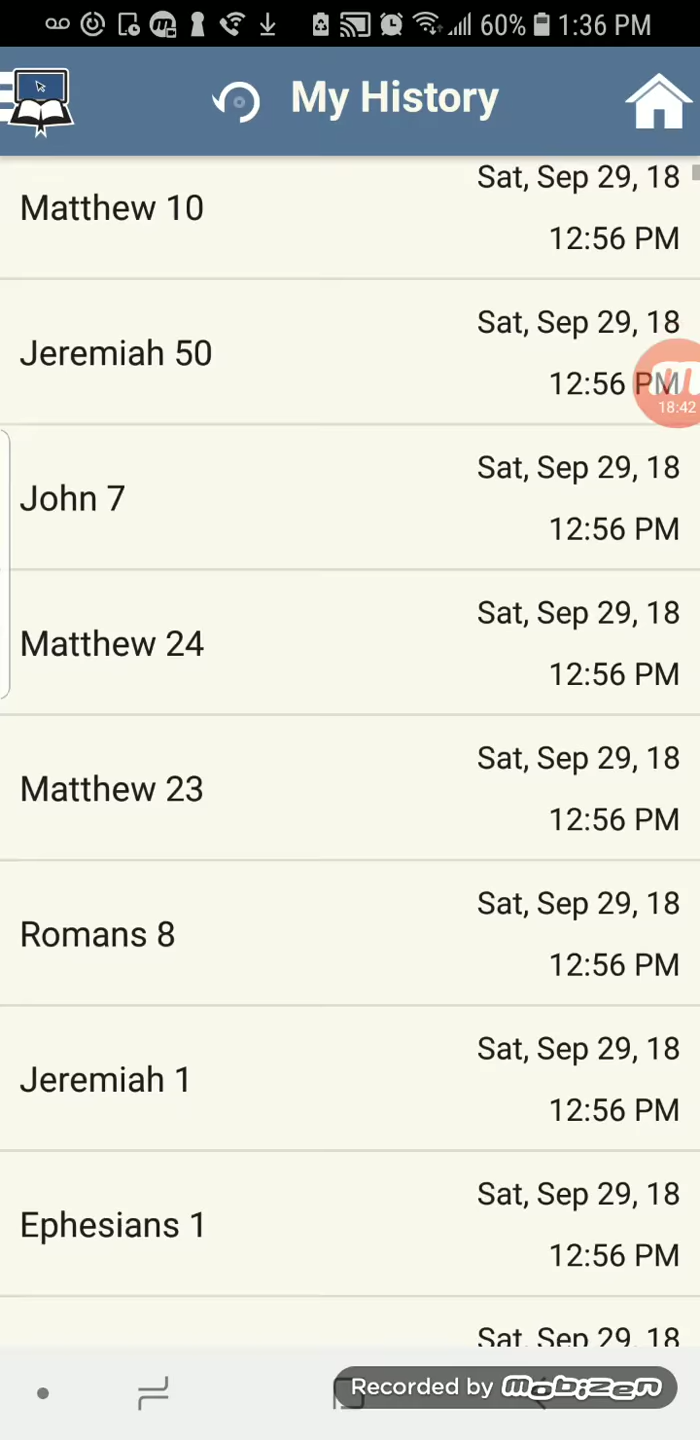 60% 1:36 PM
My History
Matthew 10
Sat, Sep 29, 18
12:56 PM
Jeremiah 50
Sat, Sep 29, 18
12:56 PM
18:42
John 7
Sat, Sep 29, 18
12:56 PM
Matthew 24
Sat, Sep 29, 18
12:56 PM
Matthew 23
Sat, Sep 29, 18
12:56 PM
Romans 8
Sat, Sep 29, 18
12:56 PM
Jeremiah 1
Sat, Sep 29, 18
12:56 PM
Ephesians 1
Sat, Sep 29, 18
12:56 PM
Sat, Sep 29, 18
Recorded by mobizen